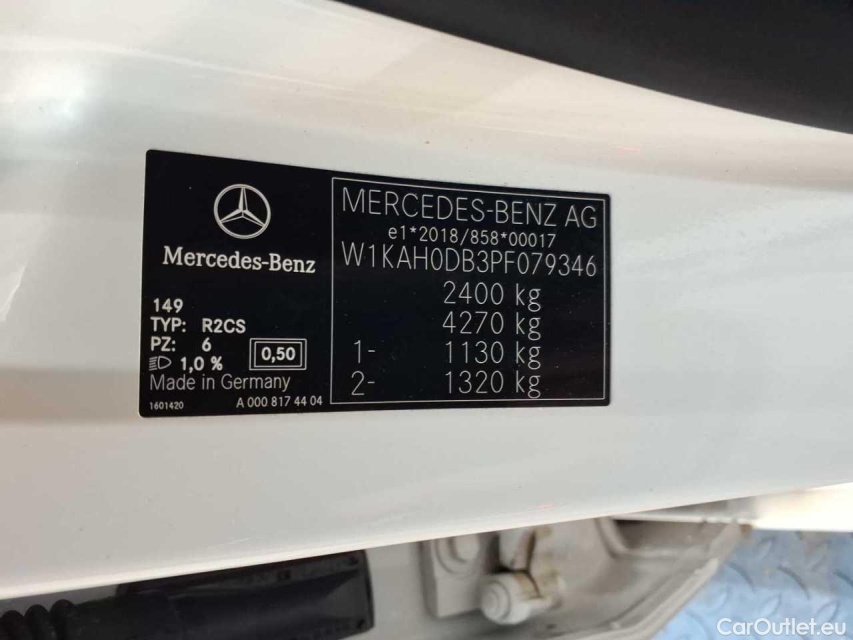 Mercedes-Benz
149
TYP: R2CS
PZ: 6
1,0 %
0,50
Made in Germany
1601420
A 000 817 44 04
MERCEDES-BENZ AG
e1*2018/858*00017
W1KAH0DB3PF079346
2400 kg
4270 kg
1- 1130 kg
2- 1320 kg
CarOutlet.eu